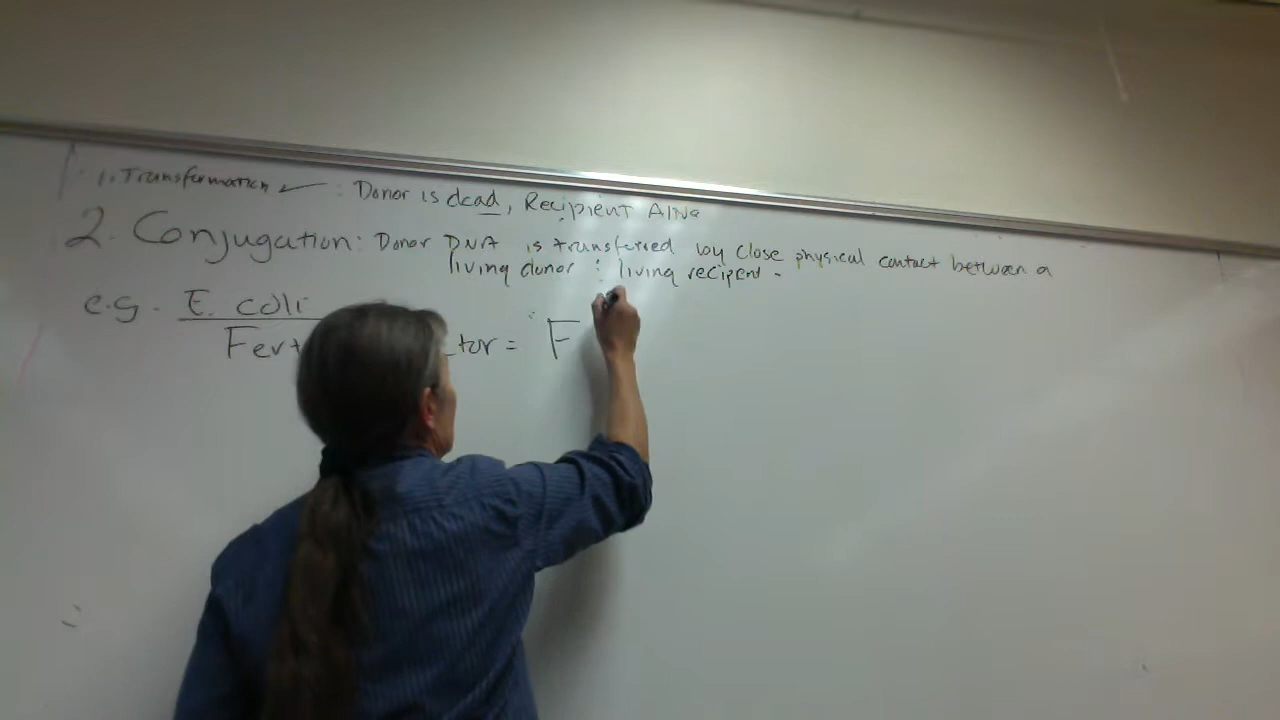 1. Transformation ✓ : Donor is dead, Recipient Alive
2. Conjugation: Donor DNA is transferred by close physical contact between a
living donor : living recipient.
e.g. E. coli
Fert tor = F